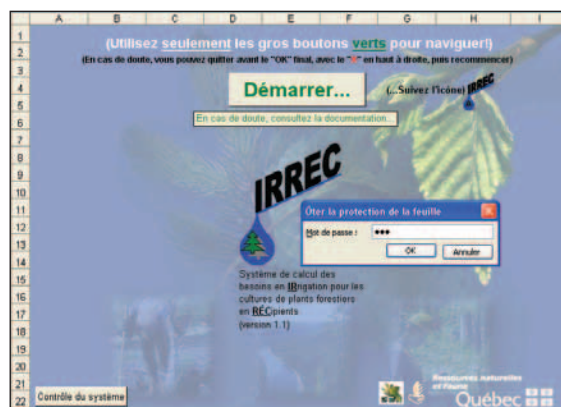 A B C D E F G H I
1
2
3
4
5
6
7
8
9
10
11
12
13
14
15
16
17
18
19
20
21
22
(Utilisez seulement les gros boutons verts pour naviguer!)
(En cas de doute, vous pouvez quitter avant le "OK" final, avec le "X" en haut à droite, puis recommencer)
Démarrer...
(...Suivez l'icône)
IRREC
En cas de doute, consultez la documentation...
IRREC
Ôter la protection de la feuille
Mot de passe :
OK Annuler
Système de calcul des
besoins en IRrigation pour les
cultures de plants forestiers
en RÉCipients
(version 1.1)
Contrôle du système
Ressources naturelles
et Faune
Québec